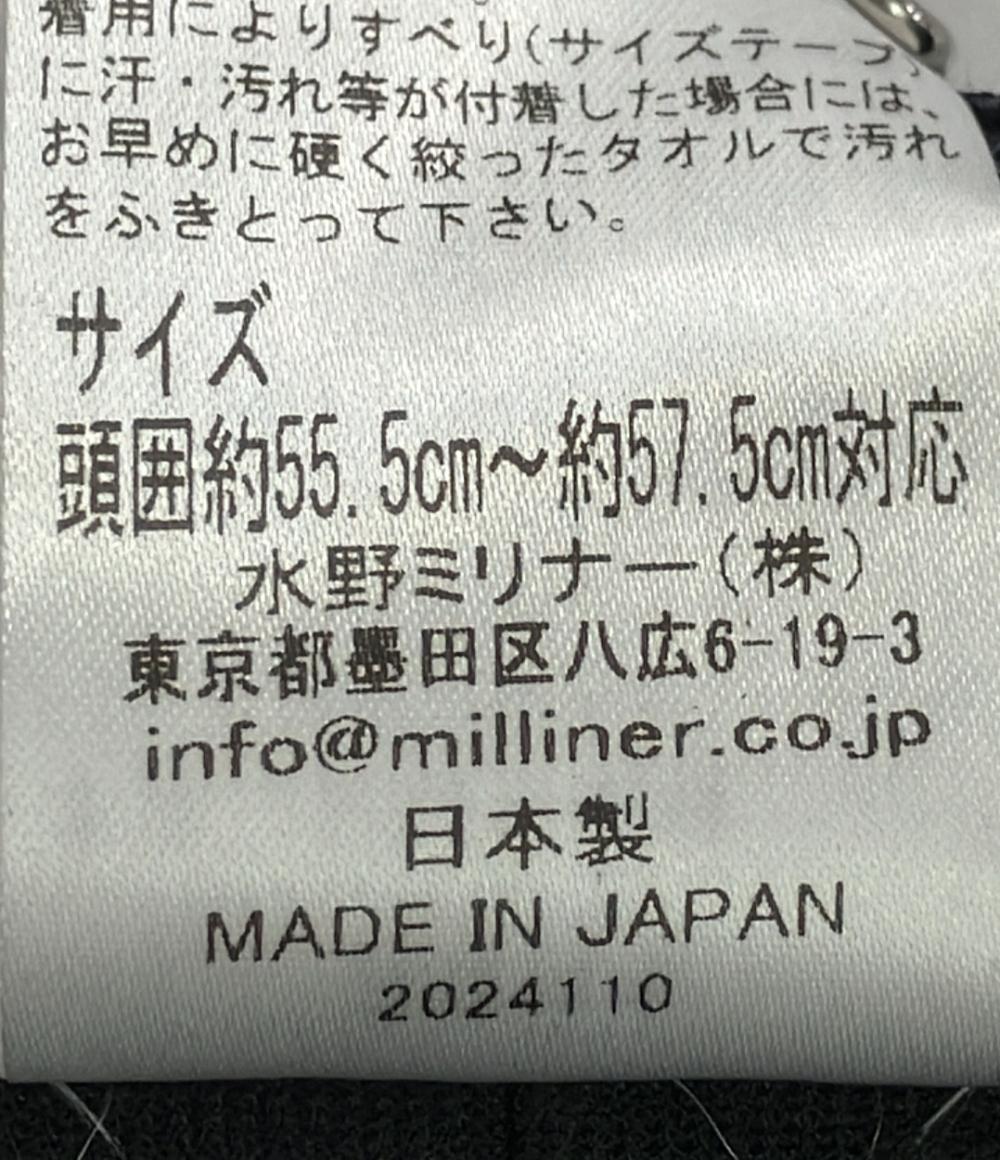 着用によりすべり(サイズテープ
に汗・汚れ等が付着した場合には、
お早めに硬く絞ったタオルで汚れ
をふきとって下さい。
サイズ
頭囲約55.5cm〜約57.5cm対応
水野ミリナー(株)
東京都墨田区八広6-19-3
info@milliner.co.jp
日本製
MADE IN JAPAN
2024110